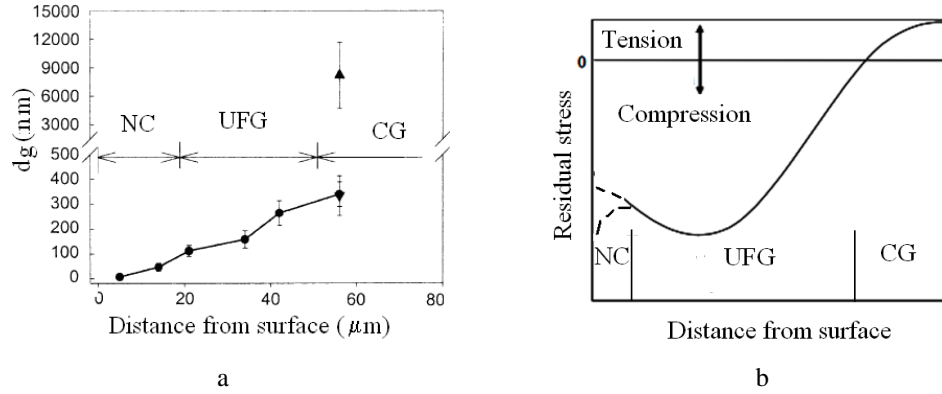 15000
12000
9000
6000
3000
500
400
300
200
100
0
dg (nm)
NC
UFG
CG
0
20
40
60
80
Distance from surface (μm)
a
Tension
0
Compression
Residual stress
NC
UFG
CG
Distance from surface
b